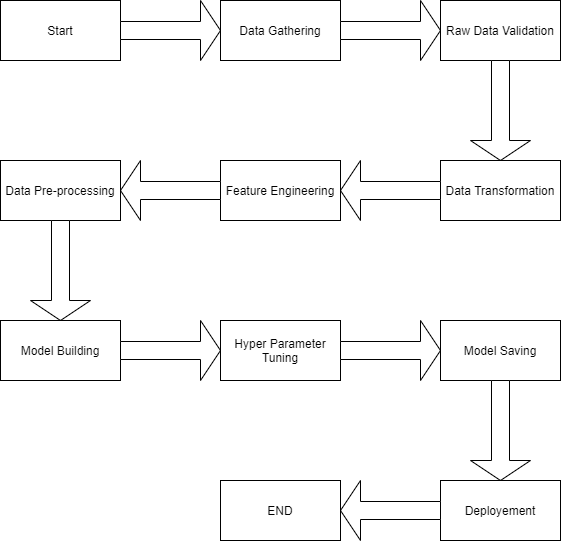 Start
Data Gathering
Raw Data Validation
Data Pre-processing
Feature Engineering
Data Transformation
Model Building
Hyper Parameter
Tuning
Model Saving
END
Deployement